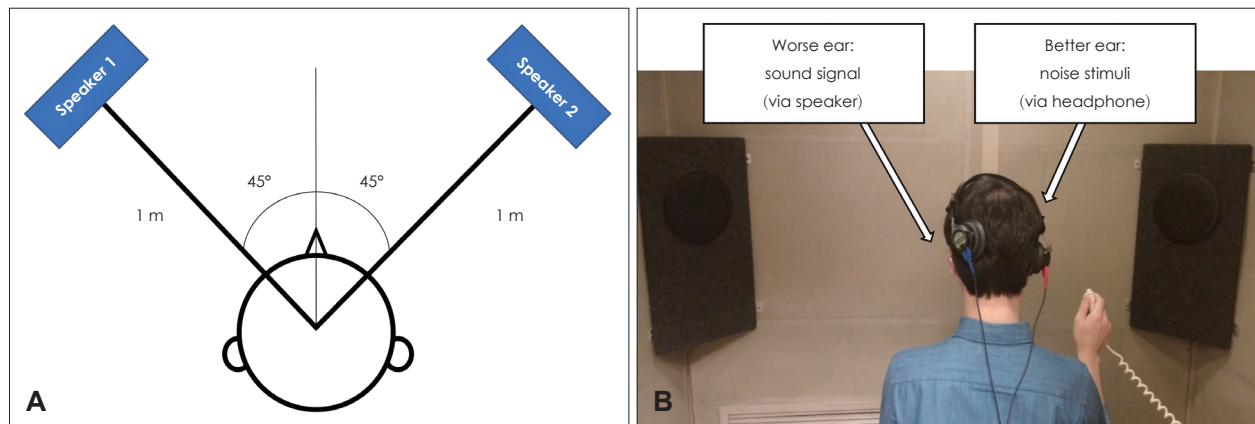 Speaker 1
Speaker 2
45°
45°
1 m
1 m
A
Worse ear:
sound signal
(via speaker)
Better ear:
noise stimuli
(via headphone)
B